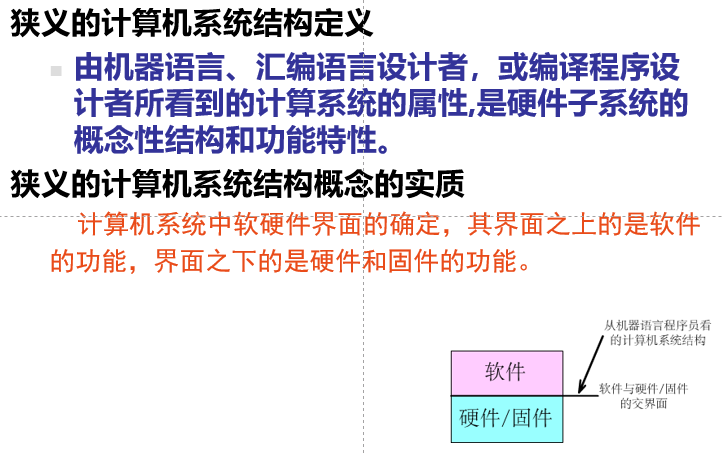 狭义的计算机系统结构定义
由机器语言、汇编语言设计者，或编译程序设
计者所看到的计算系统的属性,是硬件子系统的
概念性结构和功能特性。
狭义的计算机系统结构概念的实质
计算机系统中软硬件界面的确定，其界面之上的是软件
的功能，界面之下的是硬件和固件的功能。
从机器语言程序员看
的计算机系统结构
软件
软件与硬件/固件
的交界面
硬件/固件